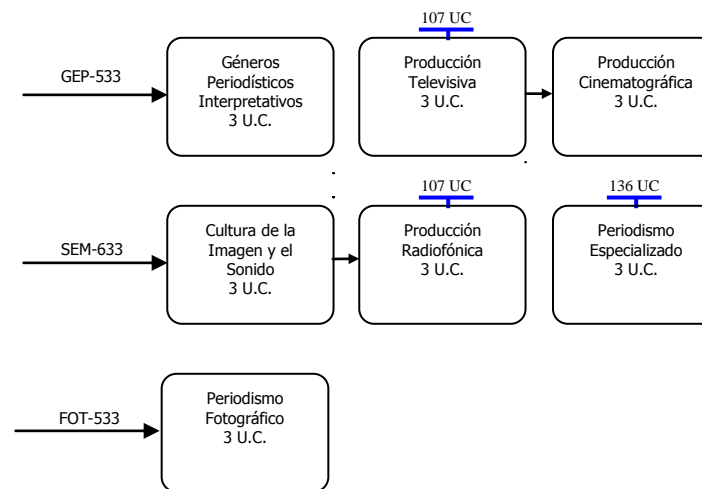 107 UC
GEP-533
Géneros
Periodísticos
Interpretativos
3 U.C.
Producción
Televisiva
3 U.C.
Producción
Cinematográfica
3 U.C.
107 UC
136 UC
SEM-633
Cultura de la
Imagen y el
Sonido
3 U.C.
Producción
Radiofónica
3 U.C.
Periodismo
Especializado
3 U.C.
FOT-533
Periodismo
Fotográfico
3 U.C.